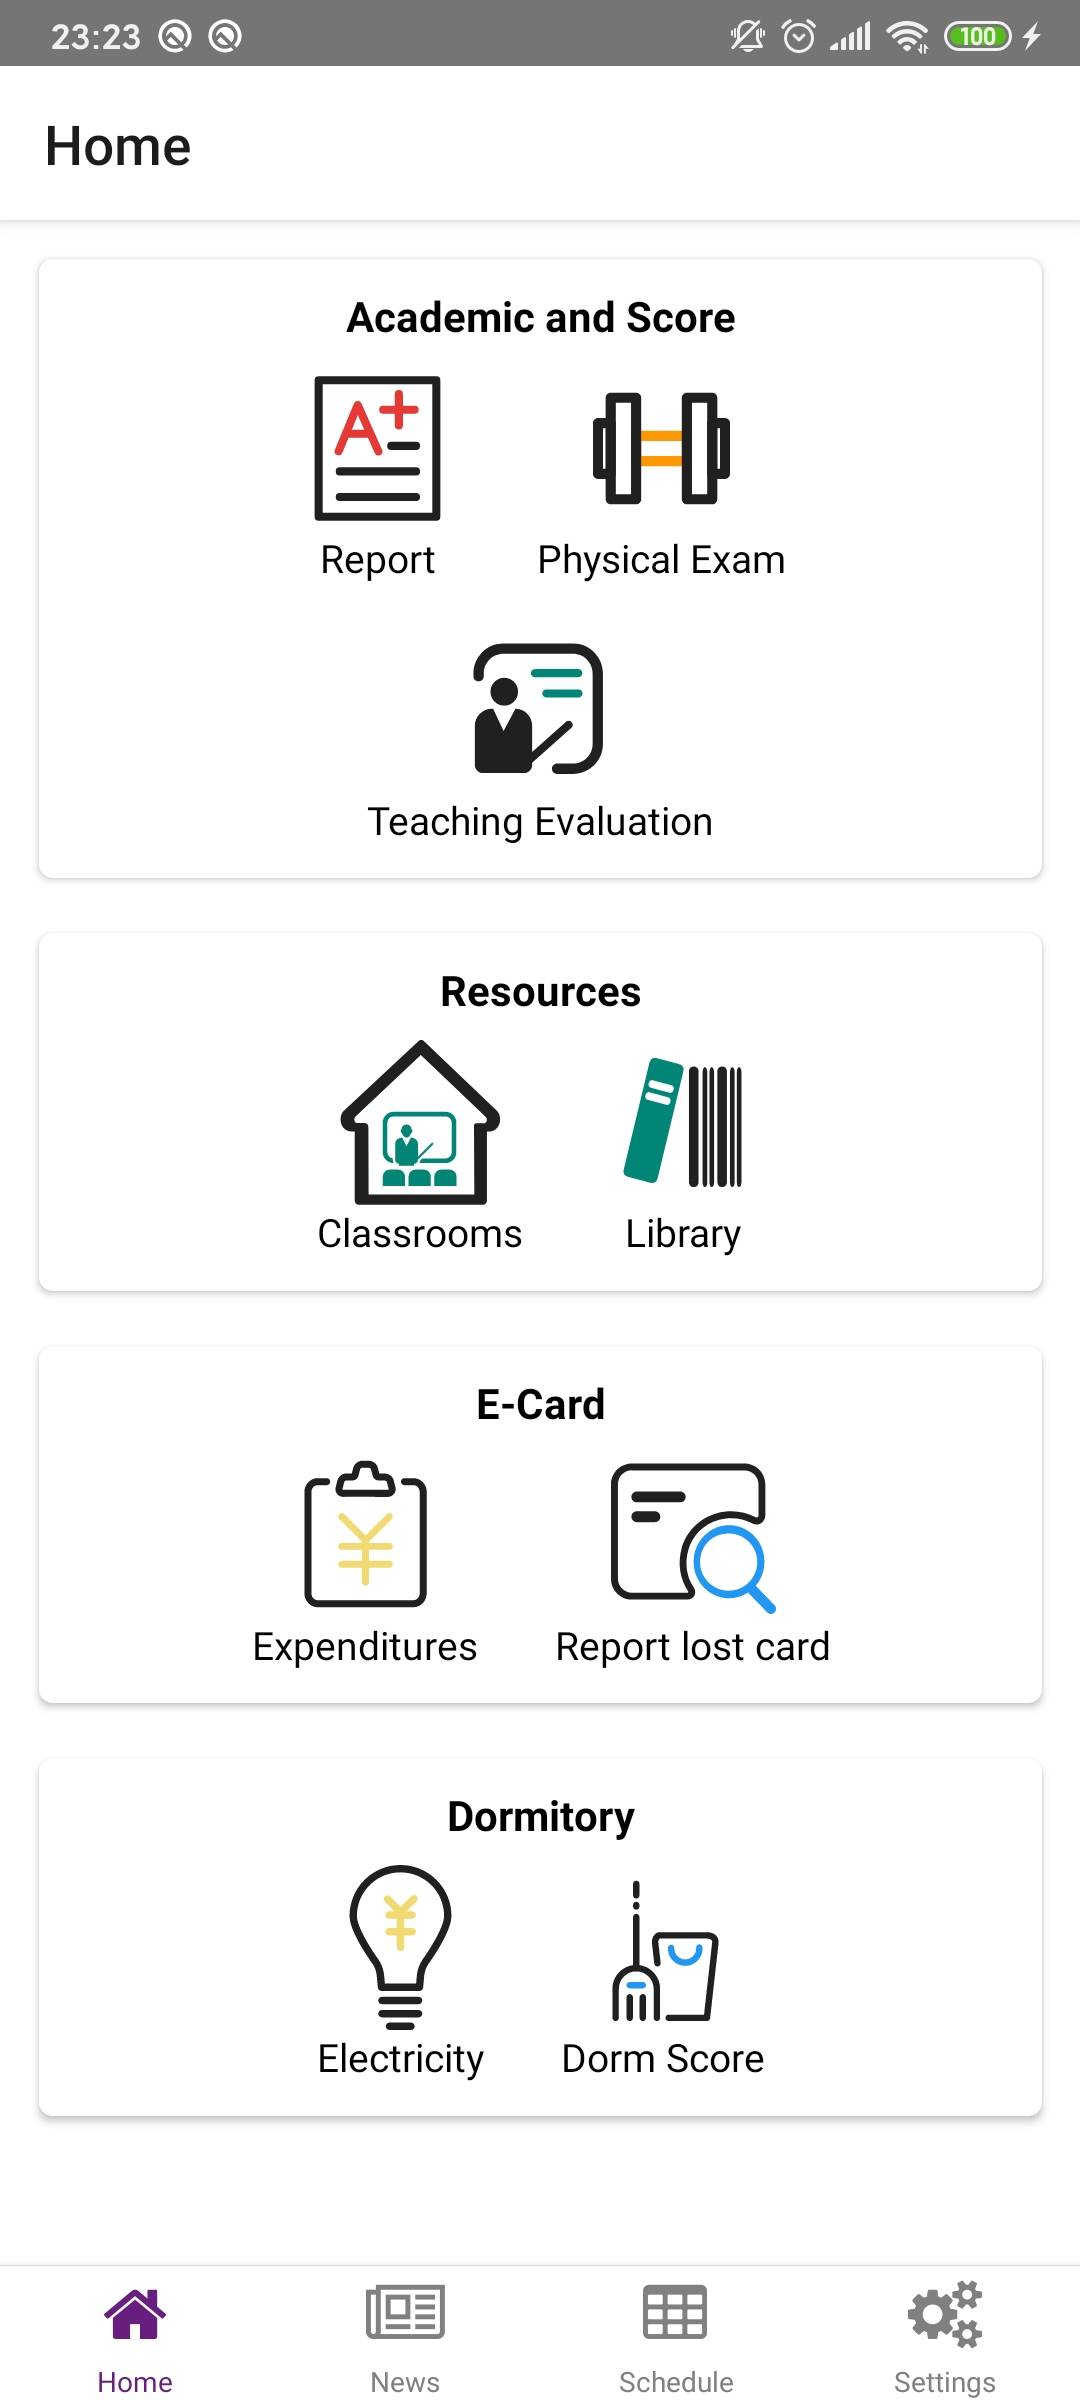 23:23
100
Home
Academic and Score
A+
Report
Physical Exam
Teaching Evaluation
Resources
Classrooms
Library
E-Card
¥
Expenditures
Report lost card
Dormitory
¥
Electricity
Dorm Score
Home
News
Schedule
Settings